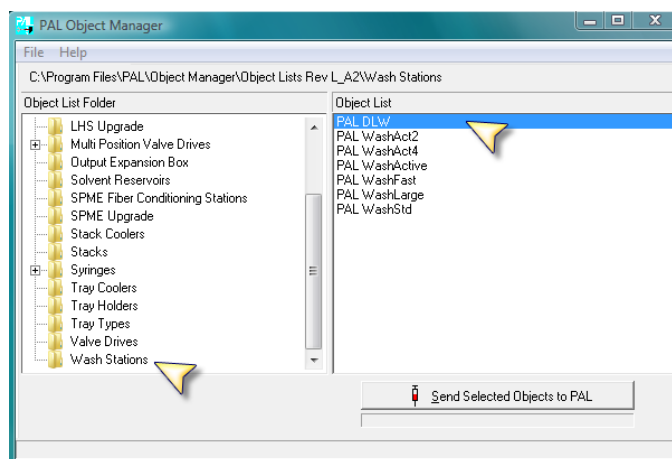 PAL Object Manager
File Help
C:\Program Files\PAL\Object Manager\Object Lists Rev L_A2\Wash Stations
Object List Folder
LHS Upgrade
Multi Position Valve Drives
Output Expansion Box
Solvent Reservoirs
SPME Fiber Conditioning Stations
SPME Upgrade
Stack Coolers
Stacks
Syringes
Tray Coolers
Tray Holders
Tray Types
Valve Drives
Wash Stations
Object List
PAL DLW
PAL WashAct2
PAL WashAct4
PAL WashActive
PAL WashFast
PAL WashLarge
PAL WashStd
Send Selected Objects to PAL